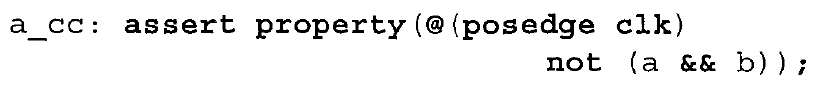 a_cc: assert property(@(posedge clk)
not (a && b));